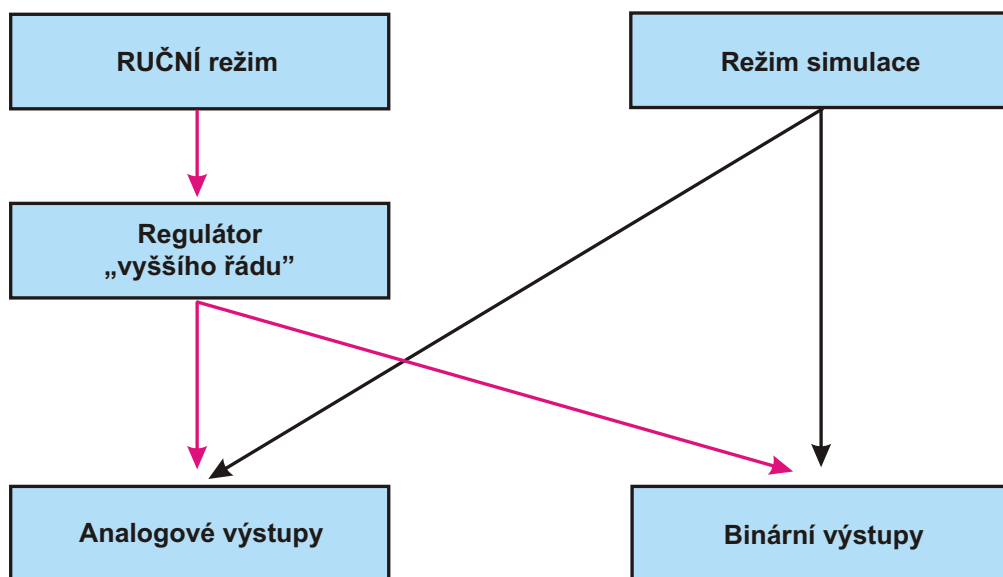 RUČNÍ režim
Režim simulace
Regulátor
„vyššího řádu”
Analogové výstupy
Binární výstupy